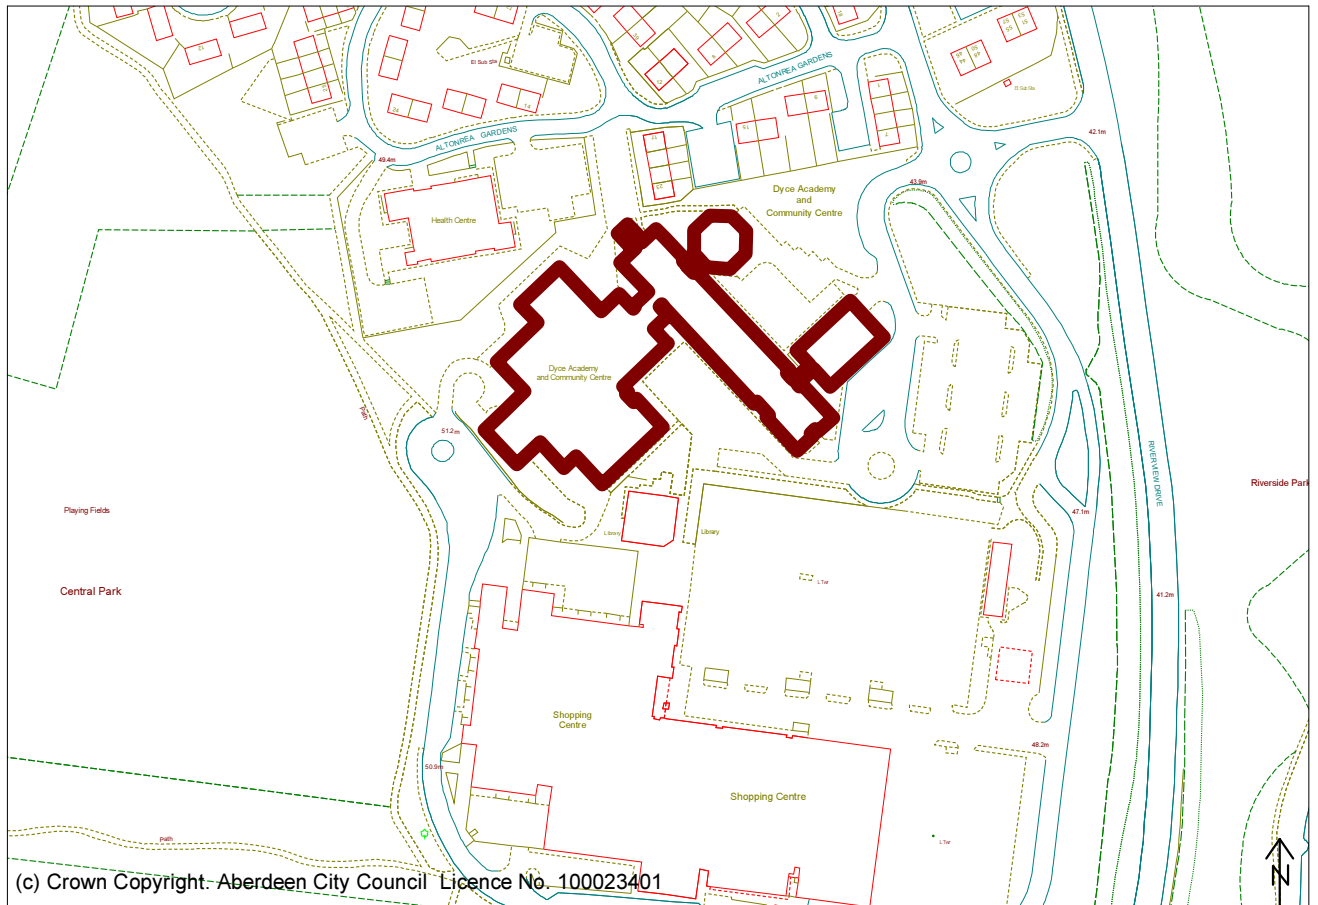 El Sub Sta
El Sub Sta
ALTONREA GARDENS
ALTONREA GARDENS
42.1m
49.4m
43.9m
Health Centre
Dyce Academy
and
Community Centre
Dyce Academy
and Community Centre
Path
51.2m
RIVERVIEW DRIVE
Riverside Park
Playing Fields
47.1m
Library
Library
L Twr
Central Park
41.2m
Shopping
Centre
48.2m
50.9m
Shopping Centre
Path
L Twr
(c) Crown Copyright. Aberdeen City Council Licence No. 100023401
N